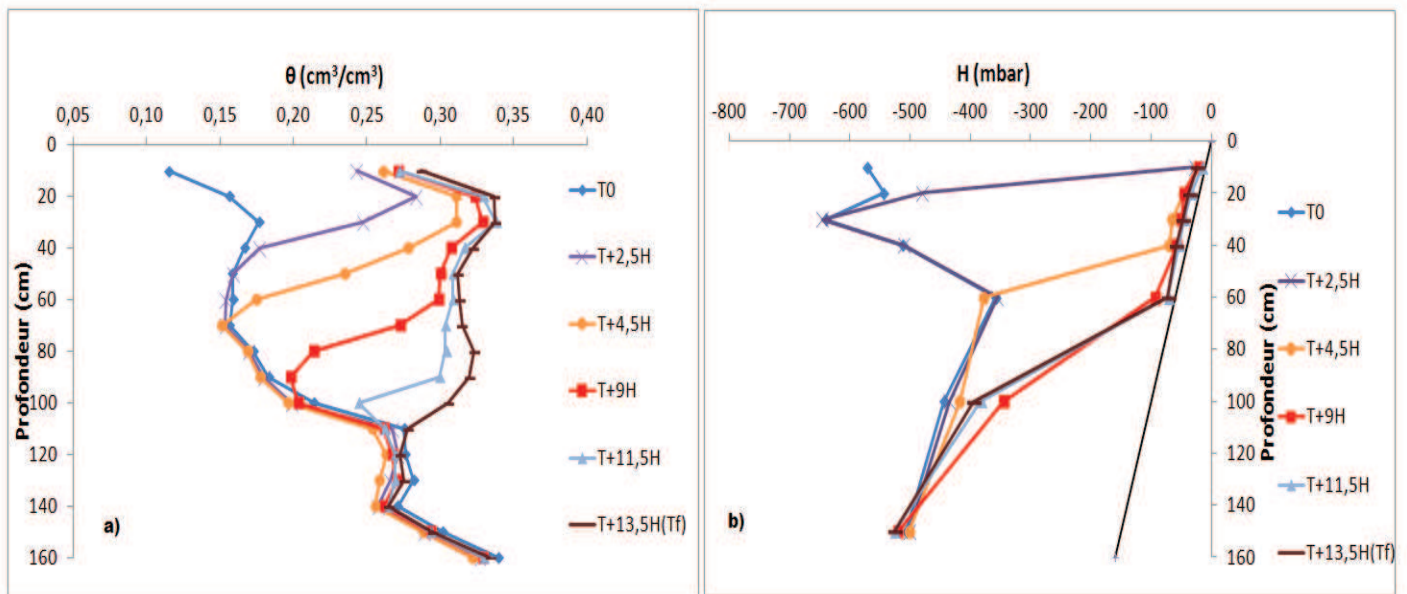 θ (cm³/cm³)
0,05 0,10 0,15 0,20 0,25 0,30 0,35 0,40
0
20
40
60
80
100
120
140
160
Profondeur (cm)
T0
T+2,5H
T+4,5H
T+9H
T+11,5H
T+13,5H(Tf)
a)
H (mbar)
-800 -700 -600 -500 -400 -300 -200 -100 0
0
20
40
60
80
100
120
140
160
Profondeur (cm)
T0
T+2,5H
T+4,5H
T+9H
T+11,5H
T+13,5H(Tf)
b)